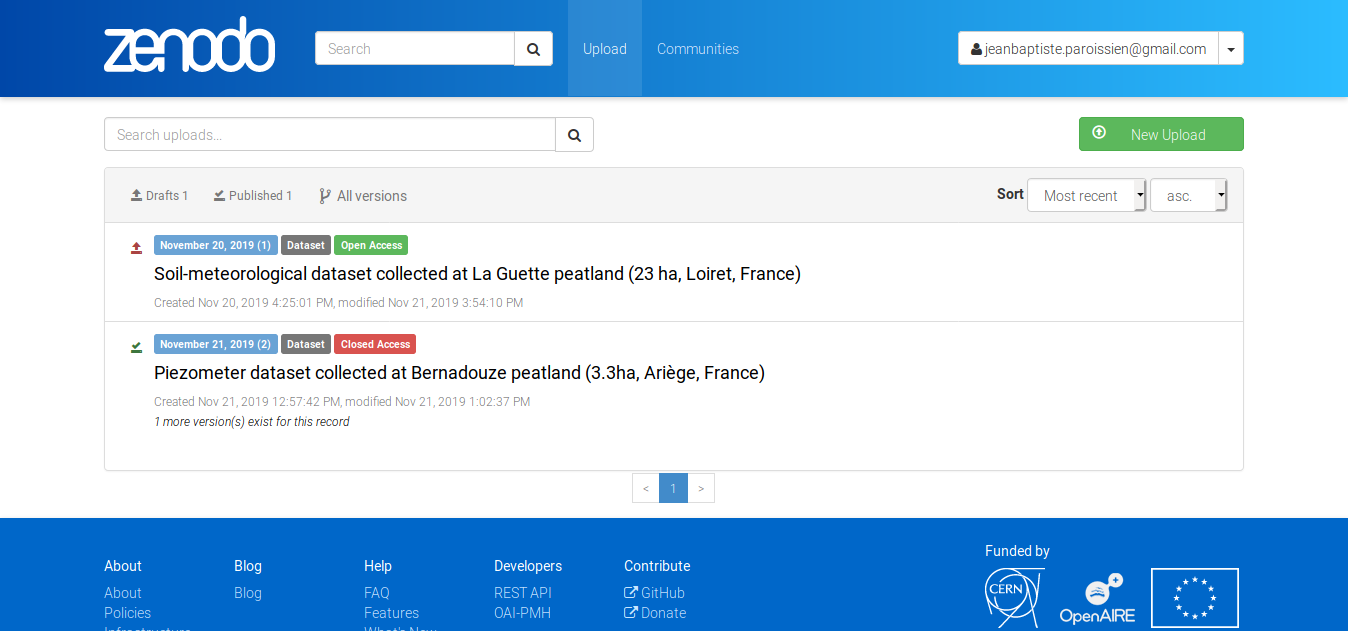 zenodo
Search
Upload
Communities
jeanbaptiste.paroissien@gmail.com
Search uploads...
New Upload
Drafts 1
Published 1
All versions
Sort
Most recent
asc.
November 20, 2019 (1) Dataset Open Access
Soil-meteorological dataset collected at La Guette peatland (23 ha, Loiret, France)
Created Nov 20, 2019 4:25:01 PM, modified Nov 21, 2019 3:54:10 PM
November 21, 2019 (2) Dataset Closed Access
Piezometer dataset collected at Bernadouze peatland (3.3ha, Ariège, France)
Created Nov 21, 2019 12:57:42 PM, modified Nov 21, 2019 1:02:37 PM
1 more version(s) exist for this record
< 1 >
About
About
Policies
Infrastructure
Blog
Blog
Help
FAQ
Features
What's New
Developers
REST API
OAI-PMH
Contribute
GitHub
Donate
Funded by
CERN
OpenAIRE